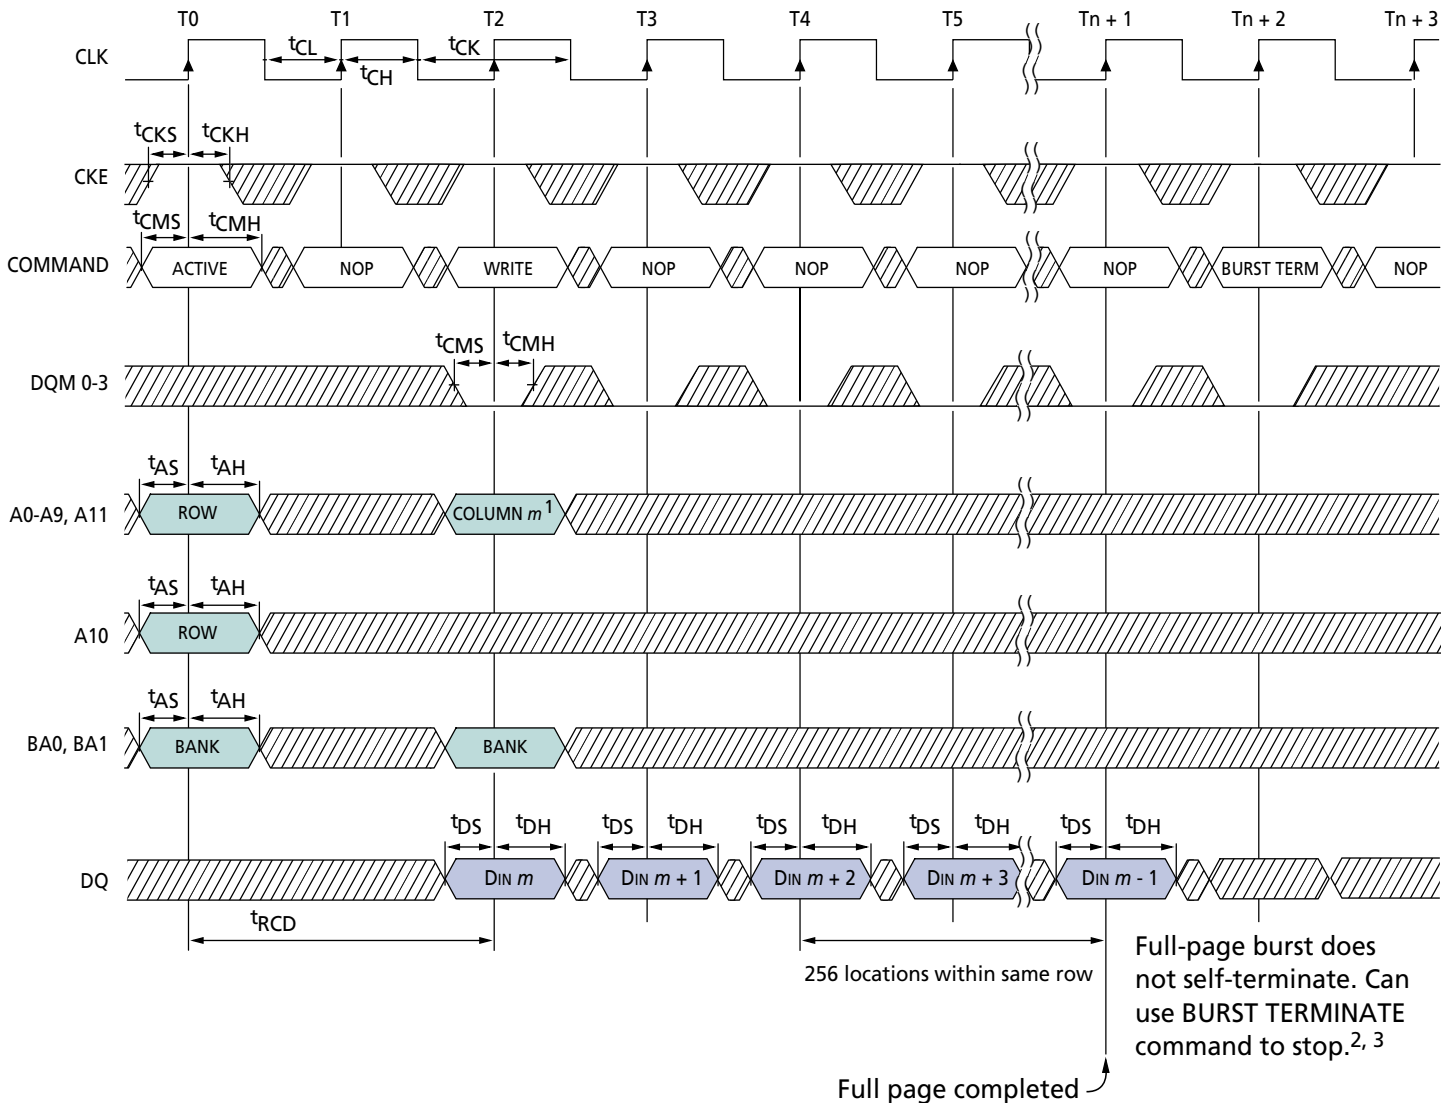 T0 T1 T2 T3 T4 T5 Tn + 1 Tn + 2 Tn + 3
CLK
tCL tCK
tCH
tCKS tCKH
CKE
tCMS tCMH
COMMAND ACTIVE NOP WRITE NOP NOP NOP NOP BURST TERM NOP
tCMS tCMH
DQM 0-3
tAS tAH
A0-A9, A11 ROW COLUMN m1
tAS tAH
A10 ROW
tAS tAH
BA0, BA1 BANK BANK
tDS tDH tDS tDH tDS tDH tDS tDH tDS tDH
DQ DIN m DIN m + 1 DIN m + 2 DIN m + 3 DIN m - 1
tRCD
256 locations within same row
Full-page burst does
not self-terminate. Can
use BURST TERMINATE
command to stop.2, 3
Full page completed